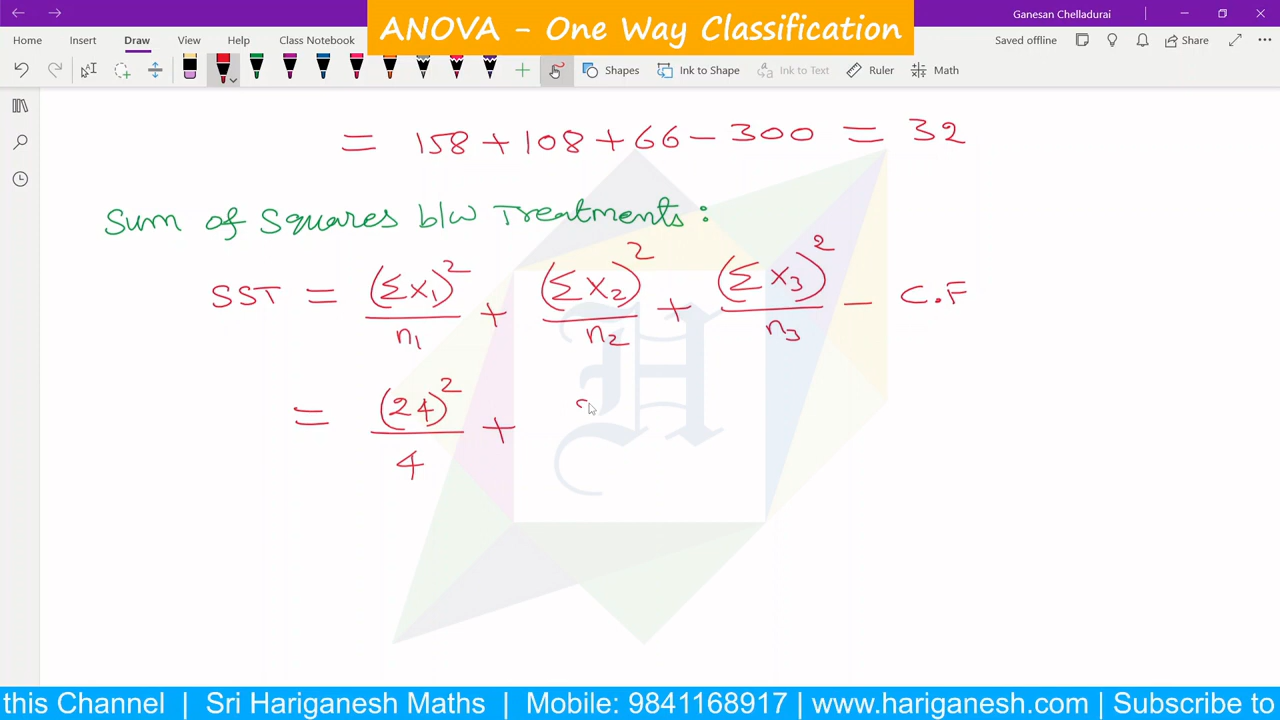 Ganesan Chelladurai
ANOVA - One Way Classification
Home Insert Draw View Help Class Notebook Saved offline Share
Shapes Ink to Shape Ink to Text Ruler Math
= 158 + 108 + 66 - 300 = 32
Sum of Squares b/w Treatments :
SST = (ΣX₁)²/n₁ + (ΣX₂)²/n₂ + (ΣX₃)²/n₃ - C.F
= (24)²/4 +
H
this Channel | Sri Hariganesh Maths | Mobile: 9841168917 | www.hariganesh.com | Subscribe to